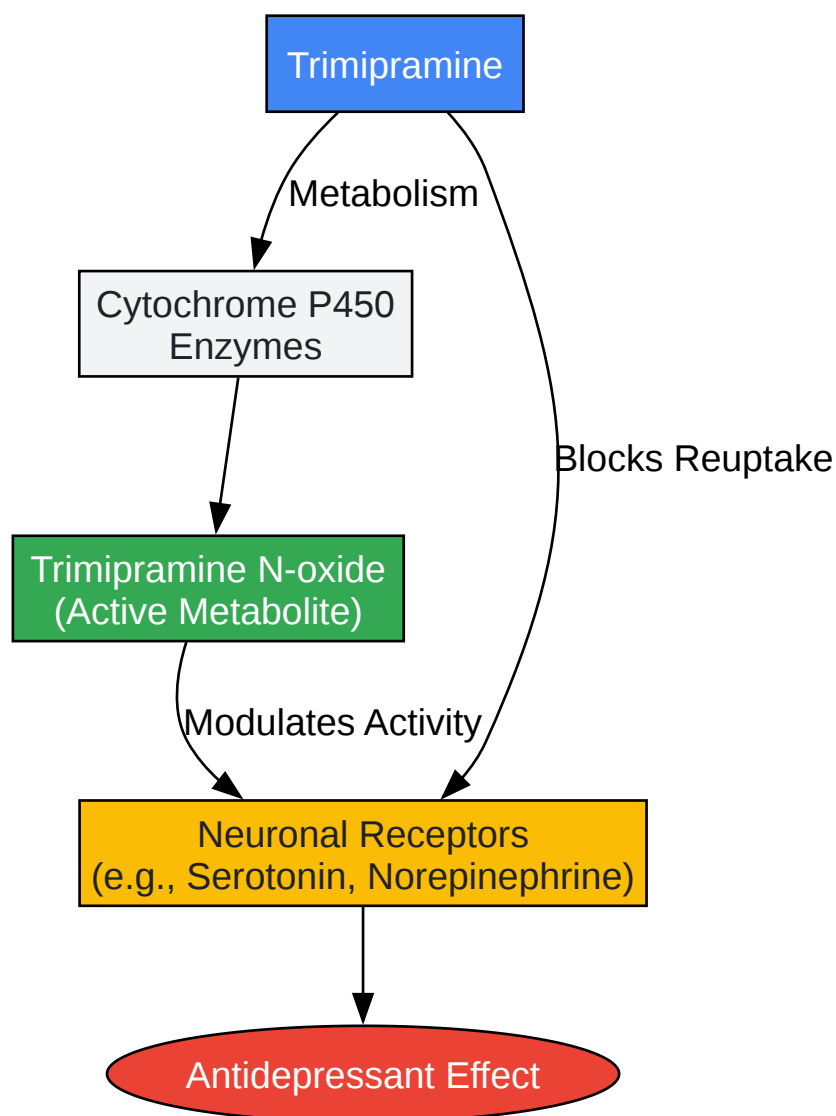 Trimipramine
Metabolism
Cytochrome P450
Enzymes
Blocks Reuptake
Trimipramine N-oxide
(Active Metabolite)
Modulates Activity
Neuronal Receptors
(e.g., Serotonin, Norepinephrine)
Antidepressant Effect